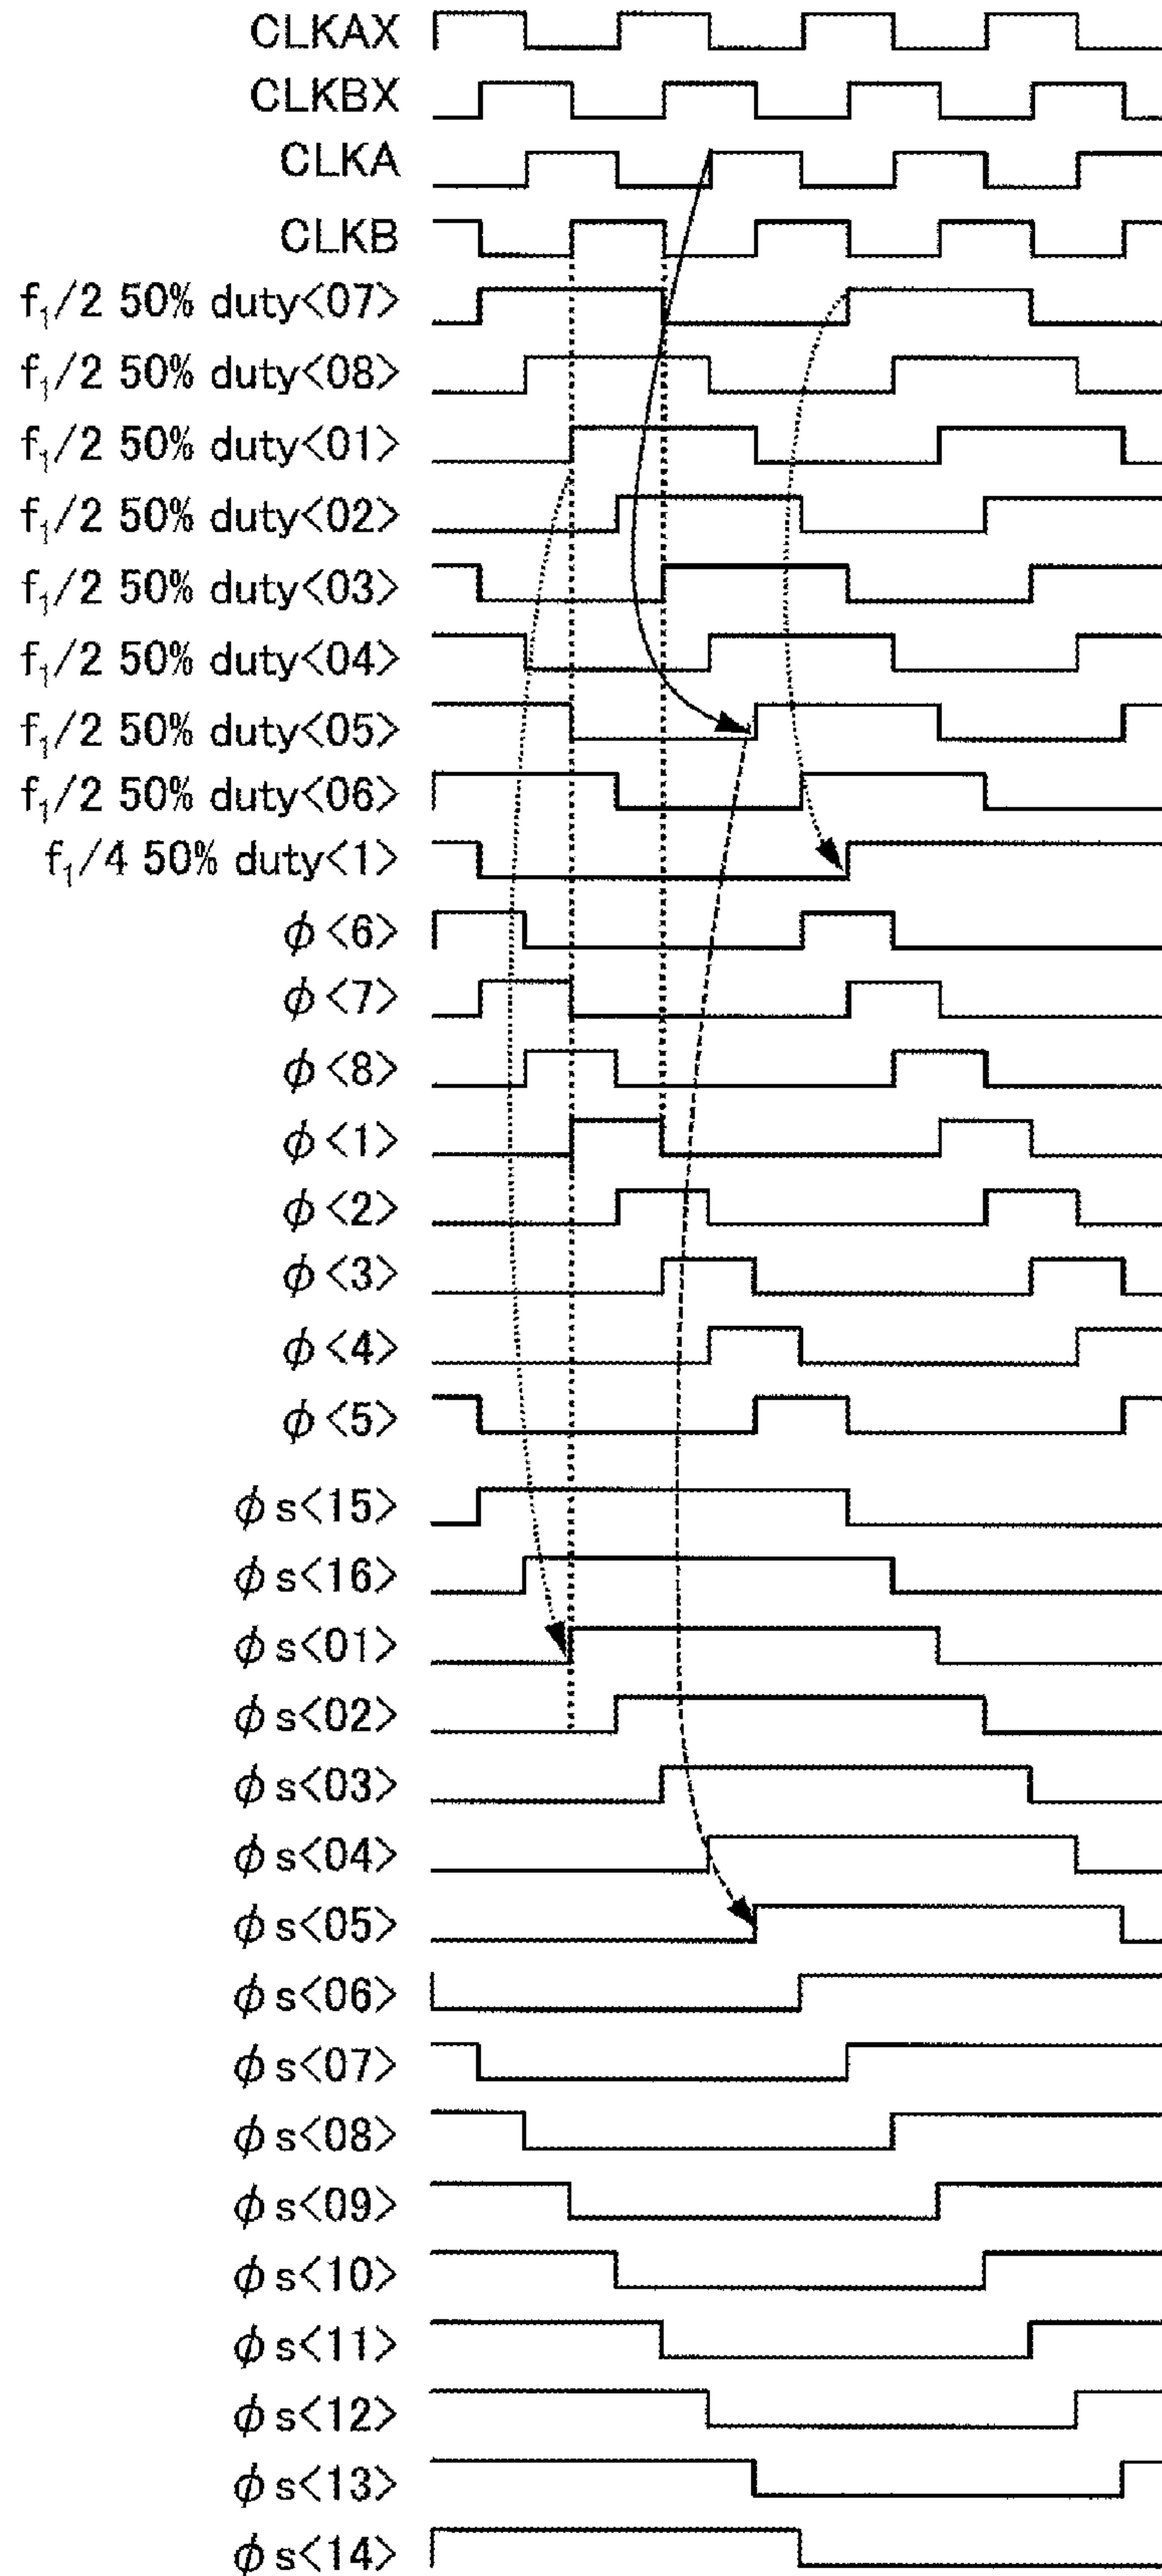 CLKAX
CLKBX
CLKA
CLKB
f₁/2 50% duty<07>
f₁/2 50% duty<08>
f₁/2 50% duty<01>
f₁/2 50% duty<02>
f₁/2 50% duty<03>
f₁/2 50% duty<04>
f₁/2 50% duty<05>
f₁/2 50% duty<06>
f₁/4 50% duty<1>
ϕ<6>
ϕ<7>
ϕ<8>
ϕ<1>
ϕ<2>
ϕ<3>
ϕ<4>
ϕ<5>
ϕs<15>
ϕs<16>
ϕs<01>
ϕs<02>
ϕs<03>
ϕs<04>
ϕs<05>
ϕs<06>
ϕs<07>
ϕs<08>
ϕs<09>
ϕs<10>
ϕs<11>
ϕs<12>
ϕs<13>
ϕs<14>